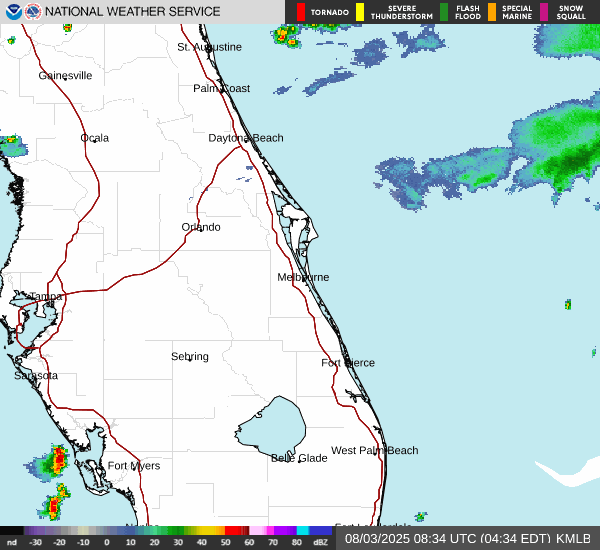 NATIONAL WEATHER SERVICE
TORNADO
SEVERE THUNDERSTORM
FLASH FLOOD
SPECIAL MARINE
SNOW SQUALL
St. Augustine
Gainesville
Palm Coast
Ocala
Daytona Beach
Orlando
Melbourne
Tampa
Sebring
Fort Pierce
Sarasota
West Palm Beach
Belle Glade
Fort Myers
nd -30 -20 -10 0 10 20 30 40 50 60 70 80 dBZ
08/03/2025 08:34 UTC (04:34 EDT) KMLB